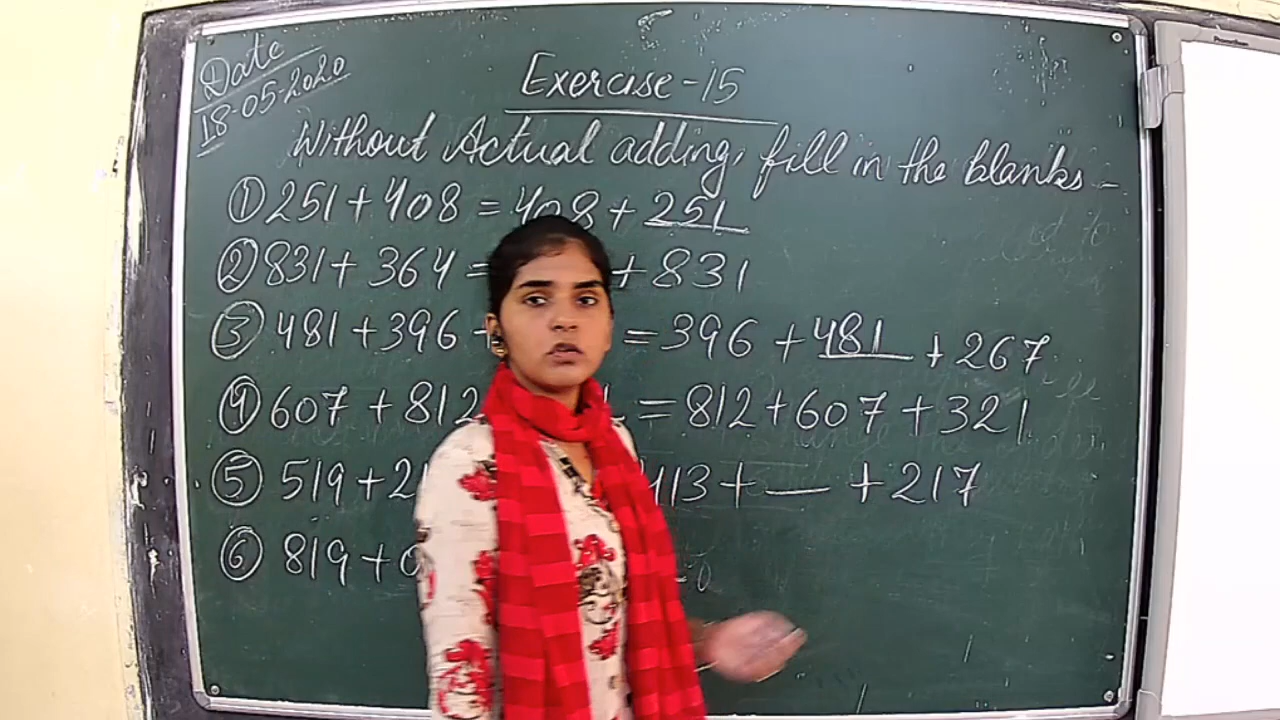 Date
18-05-2020
Exercise-15
Without Actual adding, fill in the blanks -
① 251 + 408 = 408 + 251
② 831 + 364 = + 831
③ 481 + 396 + = 396 + 481 + 267
④ 607 + 812 = 812 + 607 + 321
⑤ 519 + 2 413 + __ + 217
⑥ 819 + 0